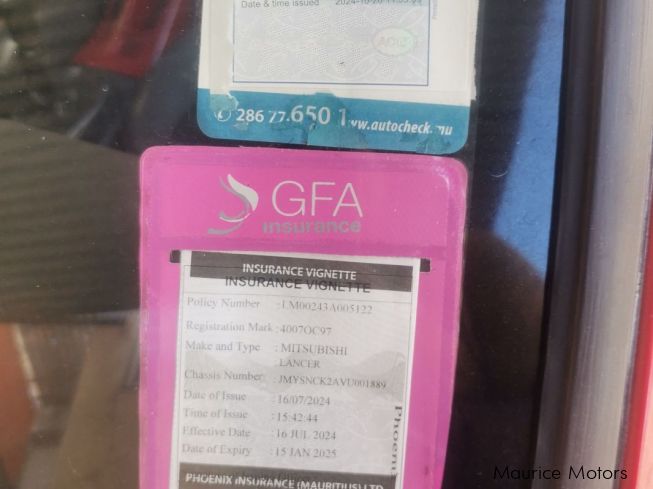 Date & time issued
AOC
286 77 650 1 www.autocheck.mu
GFA
insurance
INSURANCE VIGNETTE
INSURANCE VIGNETTE
Policy Number : LM00243A005122
Registration Mark : 4007OC97
Make and Type : MITSUBISHI
LANCER
Chassis Number : JMYSNCK2AVU001889
Date of Issue : 16/07/2024
Time of Issue : 15:42:44
Effective Date : 16 JUL 2024
Date of Expiry : 15 JAN 2025
PHOENIX INSURANCE (MAURITIUS) LTD
Maurice Motors